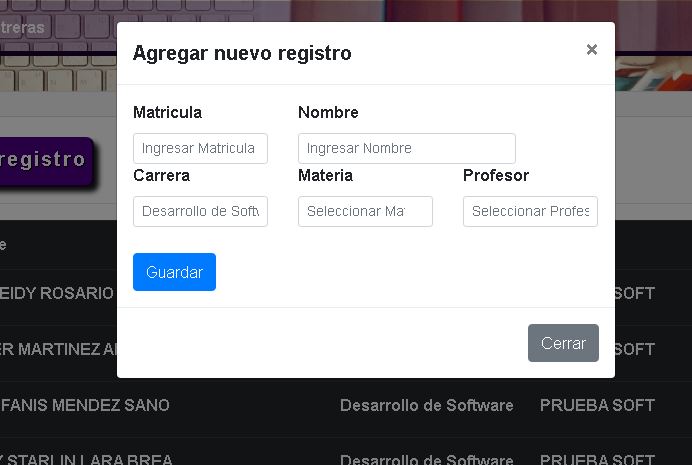 treras
Agregar nuevo registro ×
Matricula Nombre
Ingresar Matricula Ingresar Nombre
Carrera Materia Profesor
Desarrollo de Softw Seleccionar Ma Seleccionar Profes
Guardar
Cerrar
registro
e
EIDY ROSARIO SOFT
ER MARTINEZ A SOFT
FANIS MENDEZ SANO Desarrollo de Software PRUEBA SOFT
Y STARLIN LARA BREA Desarrollo de Software PRUEBA SOFT